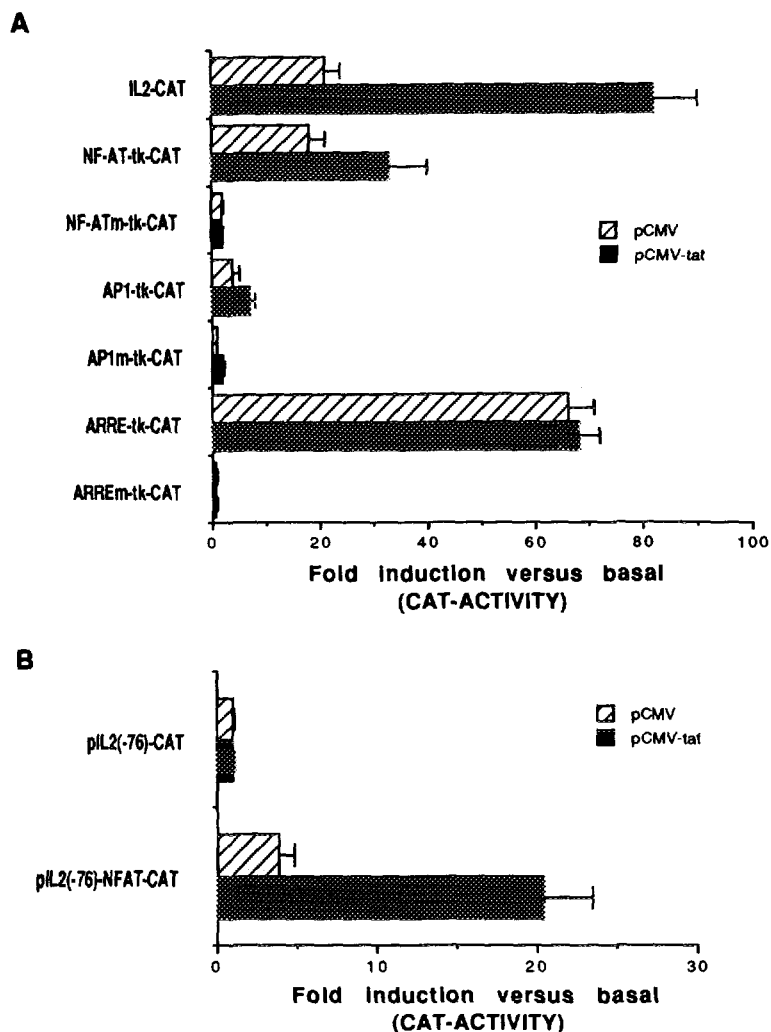 A
IL2-CAT
NF-AT-tk-CAT
NF-ATm-tk-CAT
AP1-tk-CAT
AP1m-tk-CAT
ARRE-tk-CAT
ARREm-tk-CAT
pCMV
pCMV-tat
0 20 40 60 80 100
Fold induction versus basal
(CAT-ACTIVITY)
B
pIL2(-76)-CAT
pIL2(-76)-NFAT-CAT
pCMV
pCMV-tat
0 10 20 30
Fold induction versus basal
(CAT-ACTIVITY)